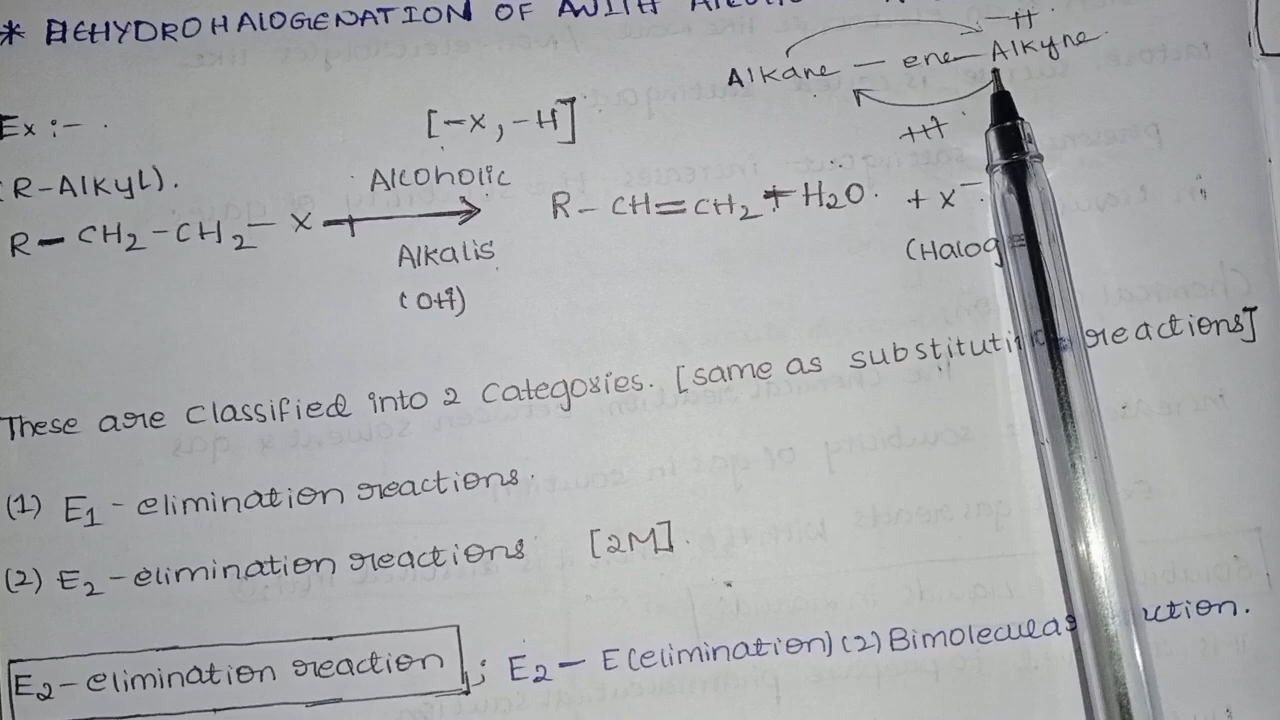 * DEHYDROHALOGENATION OF
Alkane — ene — Alkyne.
—H
+H
Ex :-
[-X, -H]
(R-Alkyl).
R - CH2 - CH2 - X + Alcoholic Alkalis (OH) → R - CH = CH2 + H2O. + X⁻.
(Halog
These are classified into 2 categories. [same as substitution reactions]
(1) E1 - elimination reactions.
(2) E2 - elimination reactions [2M].
E2 - elimination reaction ; E2 - E(elimination) (2) Bimolecular